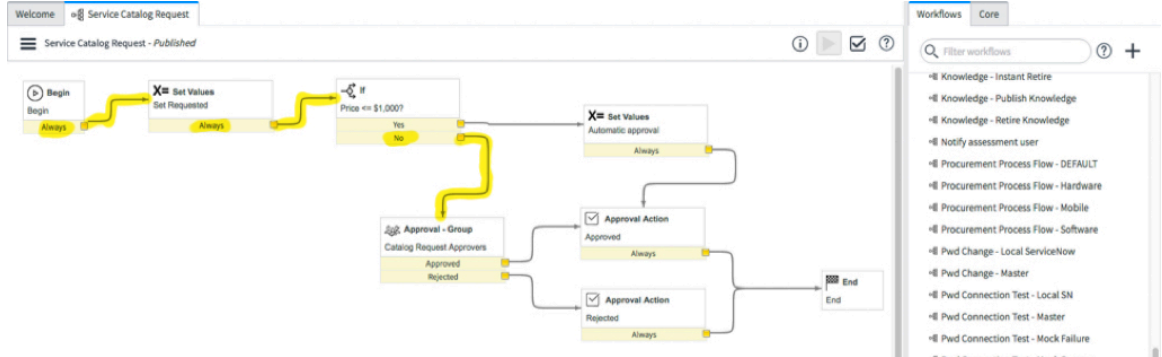 Welcome
Service Catalog Request
Service Catalog Request - Published
Begin
Begin
Always
X= Set Values
Set Requested
Always
If
Price <= $1,000?
Yes
No
X= Set Values
Automatic approval
Always
Approval - Group
Catalog Request Approvers
Approved
Rejected
Approval Action
Approved
Always
Approval Action
Rejected
Always
End
End
Workflows
Core
Filter workflows
Knowledge - Instant Retire
Knowledge - Publish Knowledge
Knowledge - Retire Knowledge
Notify assessment user
Procurement Process Flow - DEFAULT
Procurement Process Flow - Hardware
Procurement Process Flow - Mobile
Procurement Process Flow - Software
Pwd Change - Local ServiceNow
Pwd Change - Master
Pwd Connection Test - Local SN
Pwd Connection Test - Master
Pwd Connection Test - Mock Failure